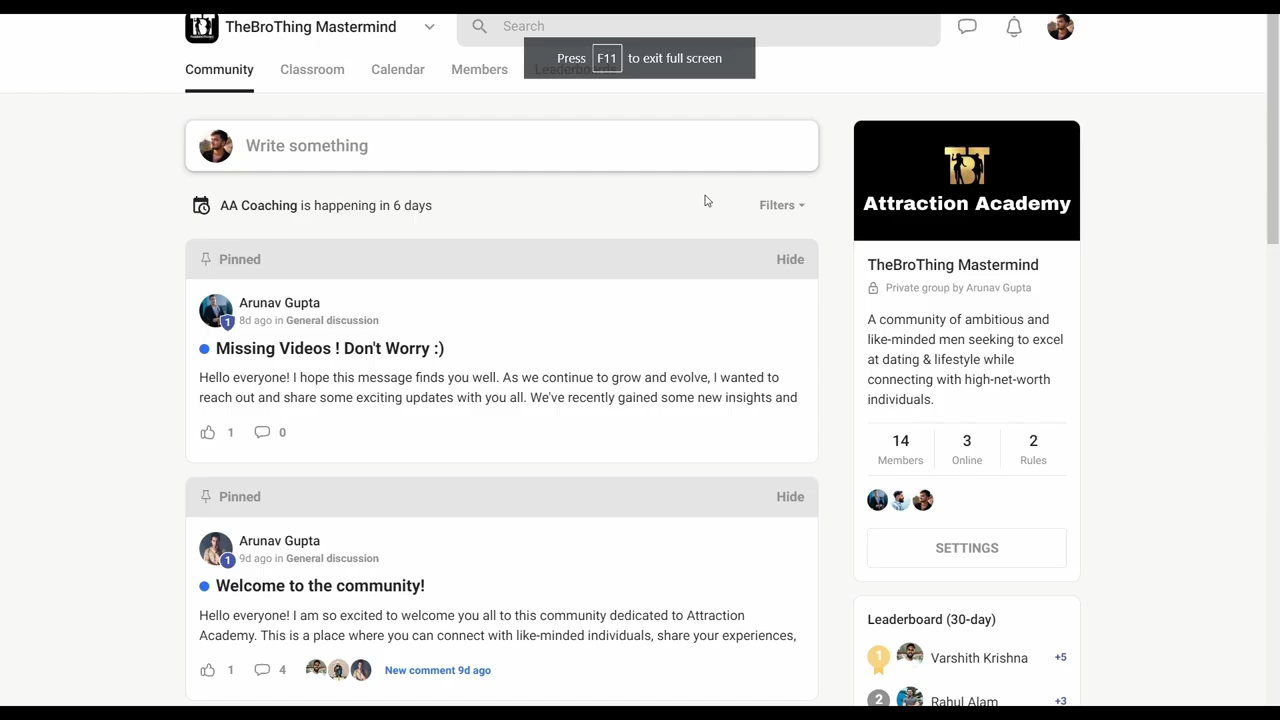 TheBroThing Mastermind
Search
Press F11 to exit full screen
Community Classroom Calendar Members
Write something
AA Coaching is happening in 6 days
Filters
Pinned Hide
Arunav Gupta
1
8d ago in General discussion
Missing Videos ! Don't Worry :)
Hello everyone! I hope this message finds you well. As we continue to grow and evolve, I wanted to
reach out and share some exciting updates with you all. We've recently gained some new insights and
1 0
Pinned Hide
Arunav Gupta
1
9d ago in General discussion
Welcome to the community!
Hello everyone! I am so excited to welcome you all to this community dedicated to Attraction
Academy. This is a place where you can connect with like-minded individuals, share your experiences,
1 4 New comment 9d ago
TBT
Attraction Academy
TheBroThing Mastermind
Private group by Arunav Gupta
A community of ambitious and
like-minded men seeking to excel
at dating & lifestyle while
connecting with high-net-worth
individuals.
14 3 2
Members Online Rules
SETTINGS
Leaderboard (30-day)
1 Varshith Krishna +5
2 Rahul Alam +3